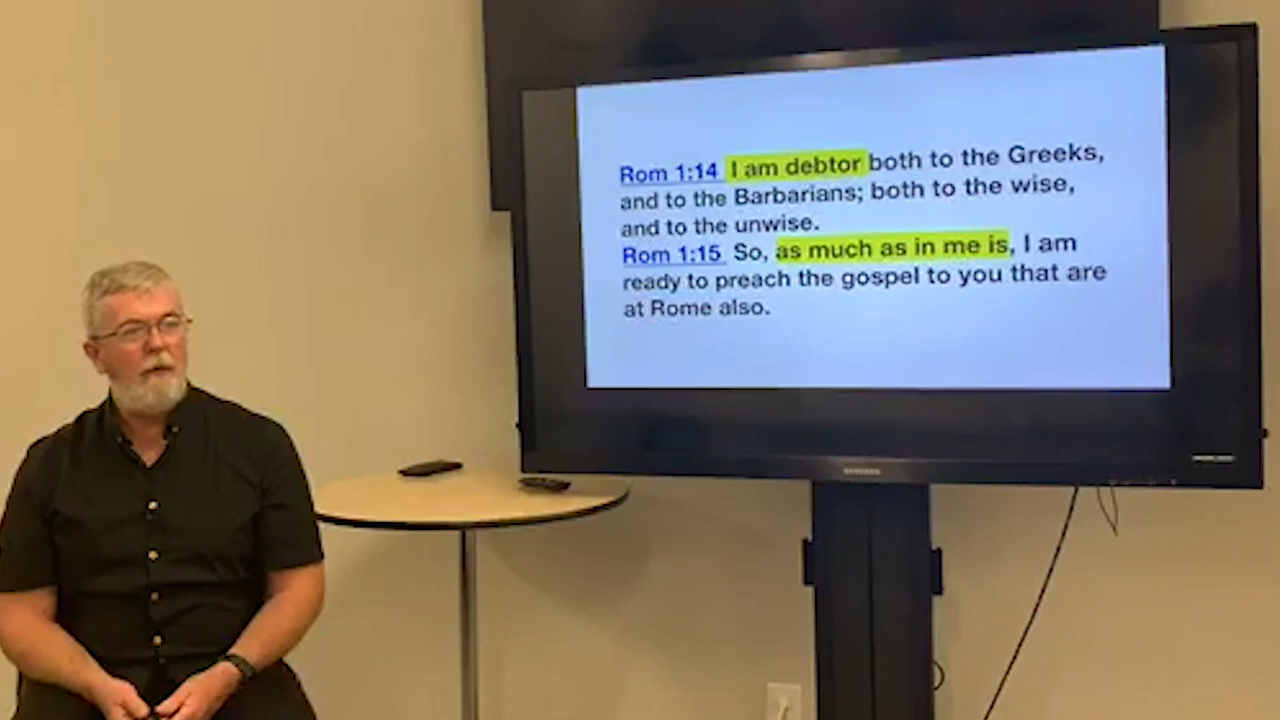 Rom 1:14 I am debtor both to the Greeks,
and to the Barbarians; both to the wise,
and to the unwise.
Rom 1:15 So, as much as in me is, I am
ready to preach the gospel to you that are
at Rome also.
SAMSUNG